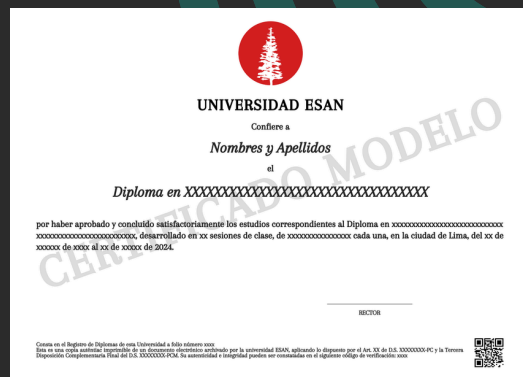 UNIVERSIDAD ESAN
Confiere a
Nombres y Apellidos
el
Diploma en XXXXXXXXXXXXXXXXXXXXXXXXXXXXXXXXX
por haber aprobado y concluido satisfactoriamente los estudios correspondientes al Diploma en xxxxxxxxxxxxxxxxxxxxxxxxxxxx
xxxxxxxxxxxxxxxxxxxxxxxxx, desarrollado en xx sesiones de clase, de xxxxxxxxxxxxxxxx cada una, en la ciudad de Lima, del xx de
xxxxxx de xxxx al xx de xxxxx de 2024.
CERTIFICADO MODELO
RECTOR
Consta en el Registro de Diplomas de esta Universidad a folio número xxxx
Esta es una copia auténtica imprimible de un documento electrónico archivado por la universidad ESAN, aplicando lo dispuesto por el Art. XX de D.S. XXXXXXXX-PC y la Tercera
Disposición Complementaria Final del D.S. XXXXXXXX-PCM. Su autenticidad e integridad pueden ser constatadas en el siguiente código de verificación: xxxx